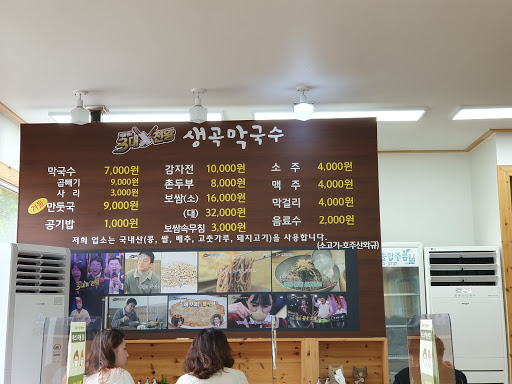 3대천왕
생곡막국수
막국수 7,000원
곱빼기 9,000원
사 리 3,000원
겨울 만둣국 9,000원
공기밥 1,000원
감자전 10,000원
촌두부 8,000원
보쌈(소) 16,000원
(대) 32,000원
보쌈속무침 3,000원
소 주 4,000원
맥 주 4,000원
막걸리 4,000원
음료수 2,000원
저희 업소는 국내산(콩, 쌀, 배추, 고춧가루, 돼지고기)을 사용합니다.
(소고기-호주산와규)